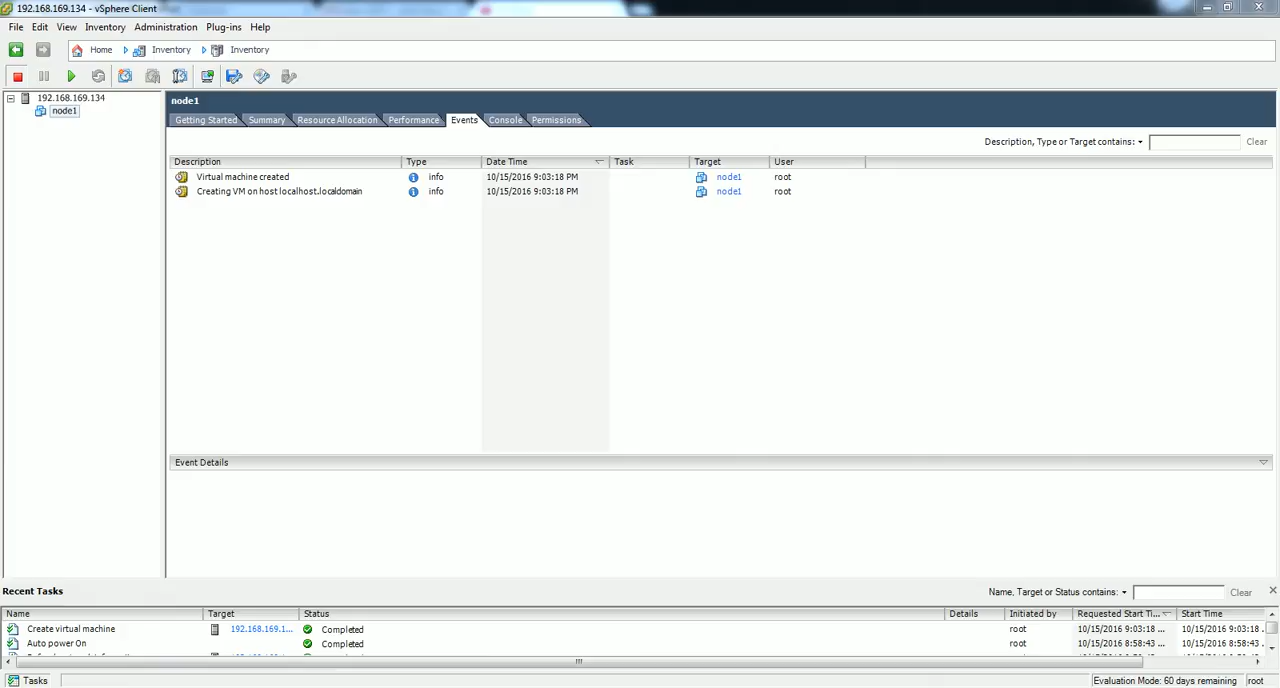 192.168.169.134 - vSphere Client
File Edit View Inventory Administration Plug-ins Help
Home Inventory Inventory
192.168.169.134
node1
node1
Getting Started Summary Resource Allocation Performance Events Console Permissions
Description, Type or Target contains: Clear
Description Type Date Time Task Target User
Virtual machine created info 10/15/2016 9:03:18 PM node1 root
Creating VM on host localhost.localdomain info 10/15/2016 9:03:18 PM node1 root
Event Details
Recent Tasks
Name, Target or Status contains: Clear
Name Target Status Details Initiated by Requested Start Ti... Start Time
Create virtual machine 192.168.169.1... Completed root 10/15/2016 9:03:18 ... 10/15/2016 9:03:18 .
Auto power On Completed root 10/15/2016 8:58:43 ... 10/15/2016 8:58:43 .
Tasks Evaluation Mode: 60 days remaining root